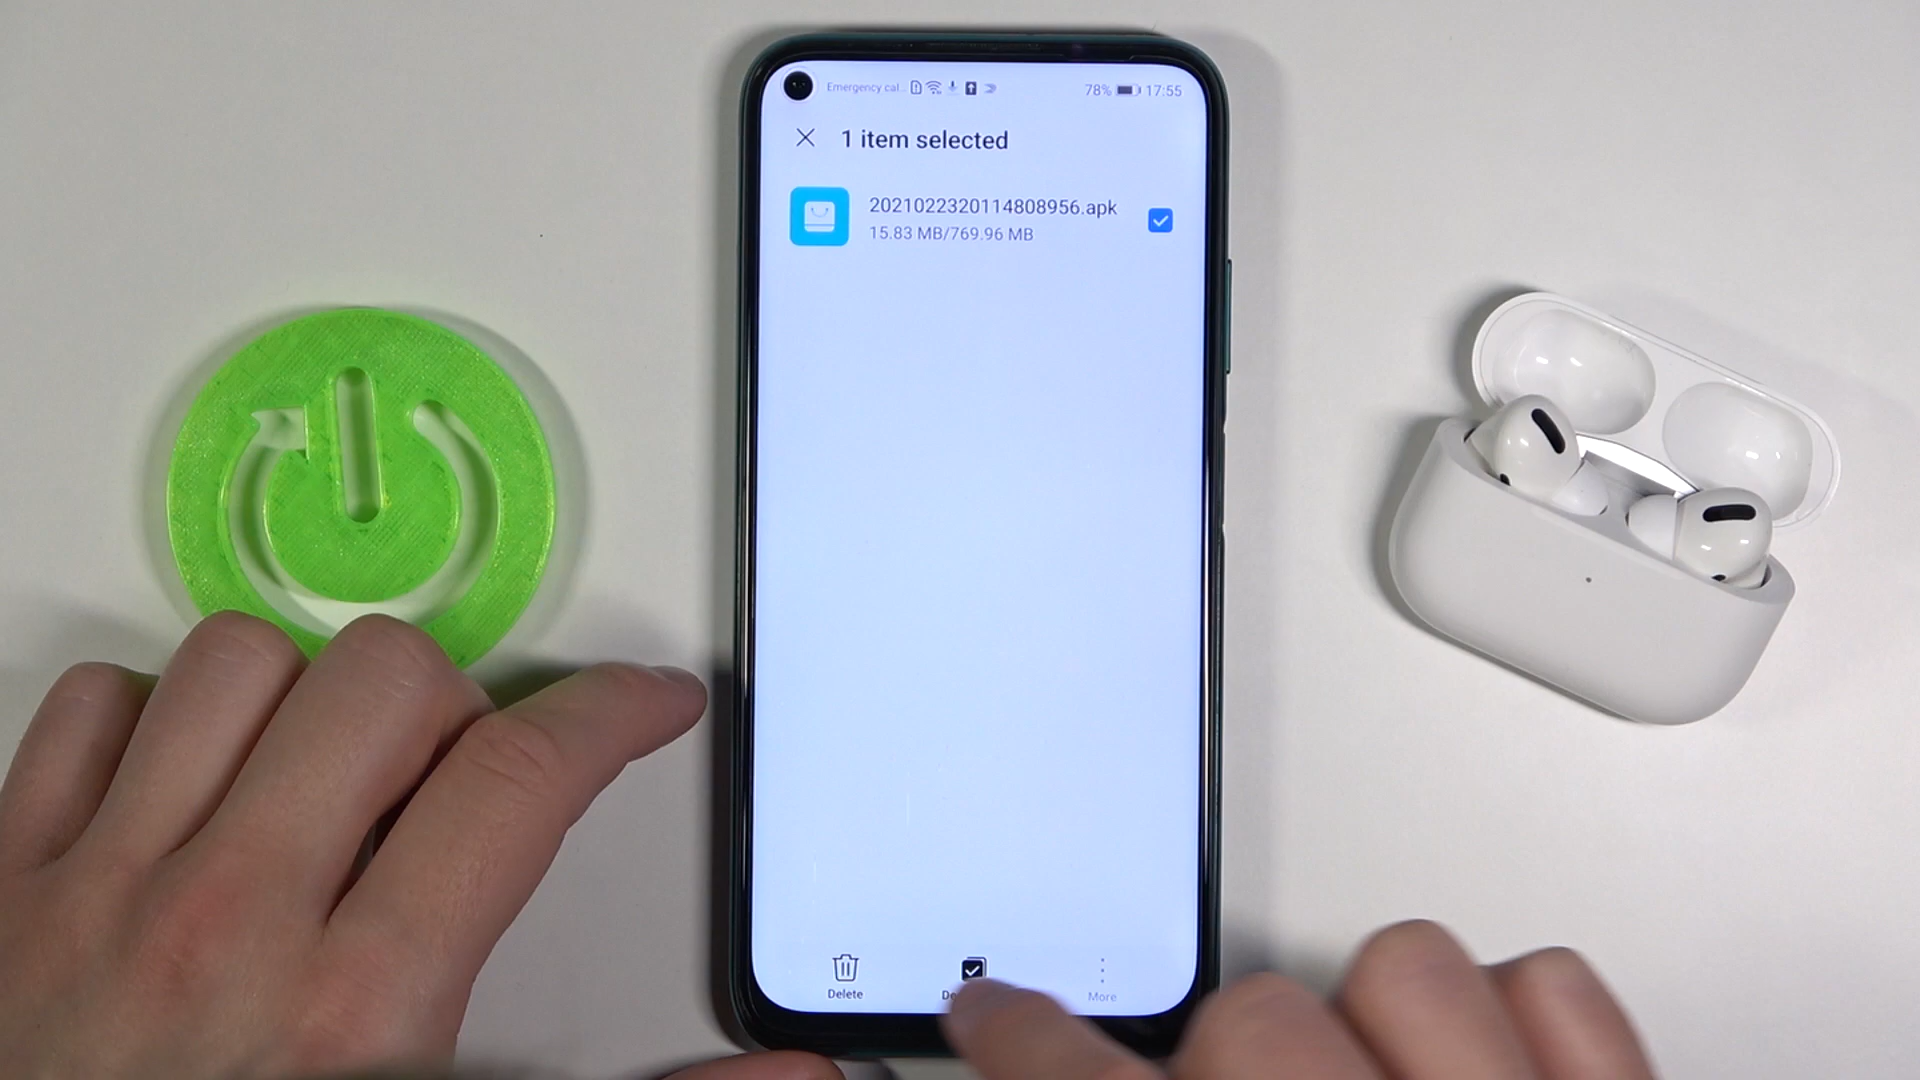 Emergency cal...
78% 17:55
1 item selected
2021022320114808956.apk
15.83 MB/769.96 MB
Delete
More